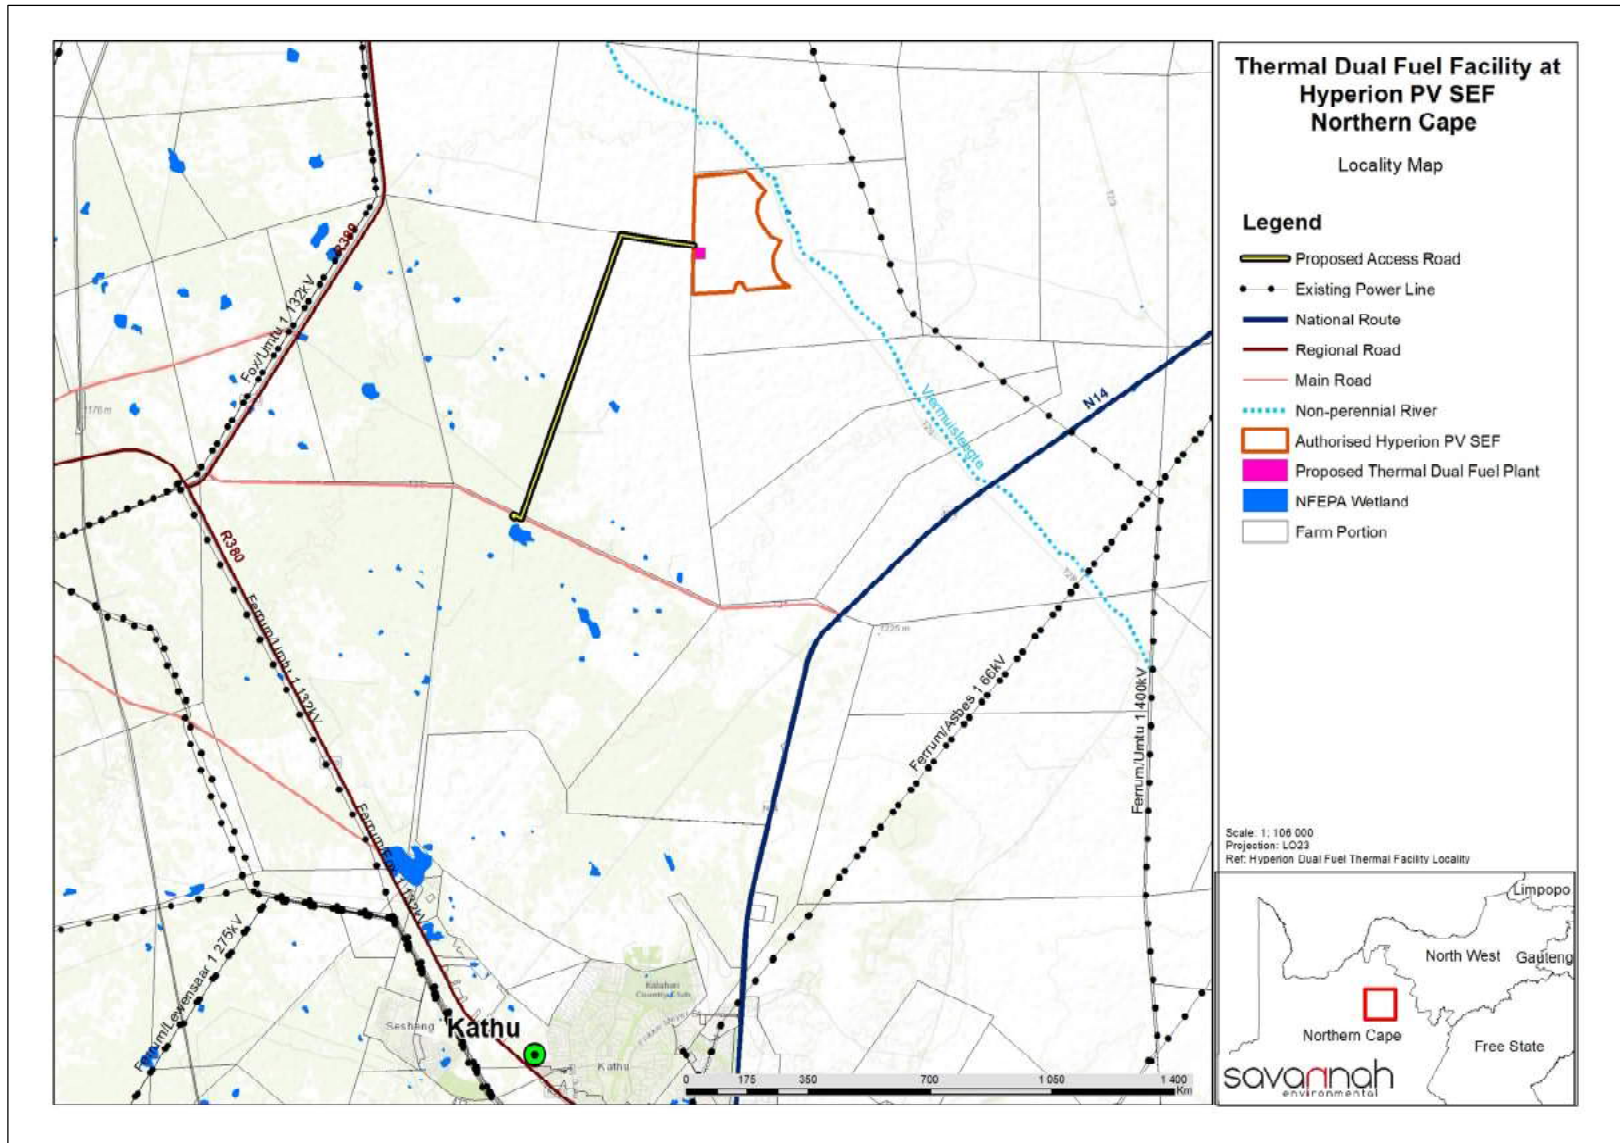 Thermal Dual Fuel Facility at
Hyperion PV SEF
Northern Cape
Locality Map
Legend
Proposed Access Road
Existing Power Line
National Route
Regional Road
Main Road
Non-perennial River
Authorised Hyperion PV SEF
Proposed Thermal Dual Fuel Plant
NFEPA Wetland
Farm Portion
Scale: 1: 106 000
Projection: LO23
Ref: Hyperion Dual Fuel Thermal Facility Locality
Limpopo
North West
Gauteng
Northern Cape
Free State
savannah
environmental
R380
Fox/Umtu 1 132kV
N14
R380
Ferrum/Umtu 1 132kV
Ferrum/Asbes 1 66kV
Ferrum/Umtu 1 400kV
Ferrum/Lewensaar 1 275kV
Kalahari
Country Club
Sesheng
Kathu
Kathu
0 175 350 700 1 050 1 400
Km